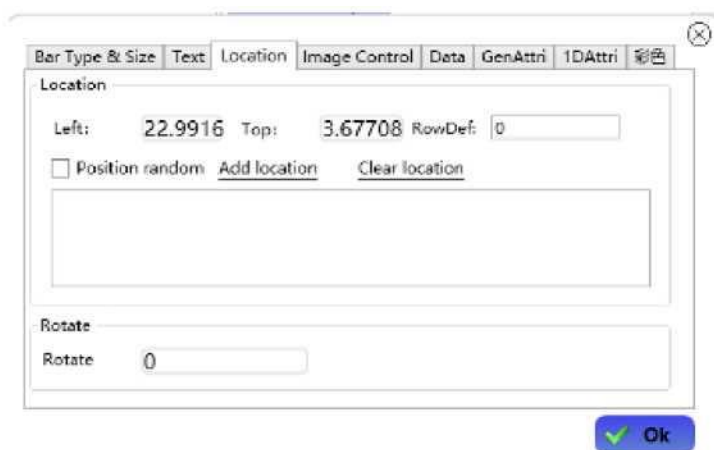 Bar Type & Size Text Location Image Control Data GenAttri 1DAttri 彩色
Location
Left: 22.9916 Top: 3.67708 RowDef: 0
Position random Add location Clear location
Rotate
Rotate 0
Ok